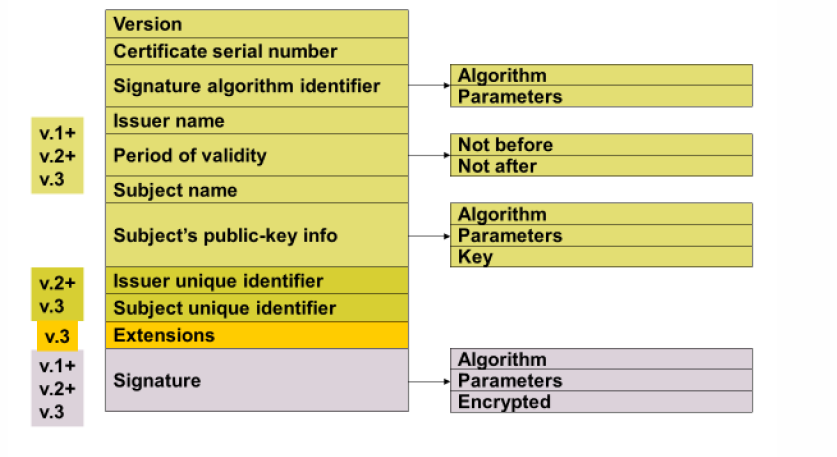 Version
Certificate serial number
Signature algorithm identifier
Algorithm
Parameters
v.1+
v.2+
v.3
Issuer name
Period of validity
Not before
Not after
Subject name
Subject's public-key info
Algorithm
Parameters
Key
v.2+
v.3
Issuer unique identifier
Subject unique identifier
v.3
Extensions
v.1+
v.2+
v.3
Signature
Algorithm
Parameters
Encrypted